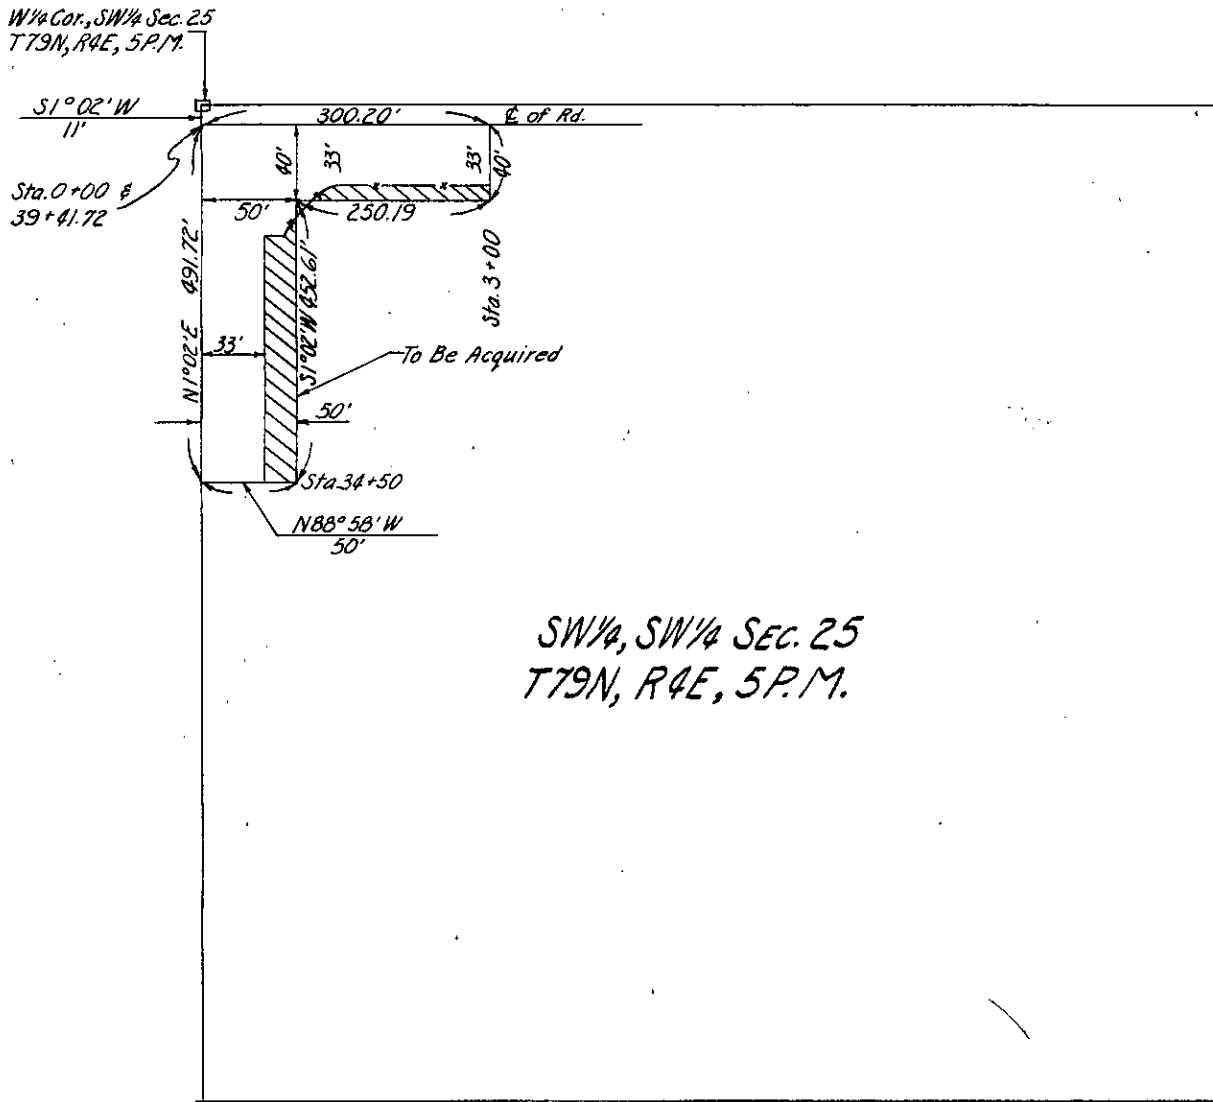 W¼ Cor., SW¼ Sec. 25
T79N, R4E, 5P.M.
S1°02'W
11'
300.20'
℄ of Rd.
40'
33'
33'
40'
Sta. 0+00 &
39+41.72
50'
250.19
N1°02'E 491.72'
S1°02'W 452.61'
Sta. 3+00
33'
To Be Acquired
50'
Sta. 34+50
N88°58'W
50'
SW¼, SW¼ SEC. 25
T79N, R4E, 5P.M.